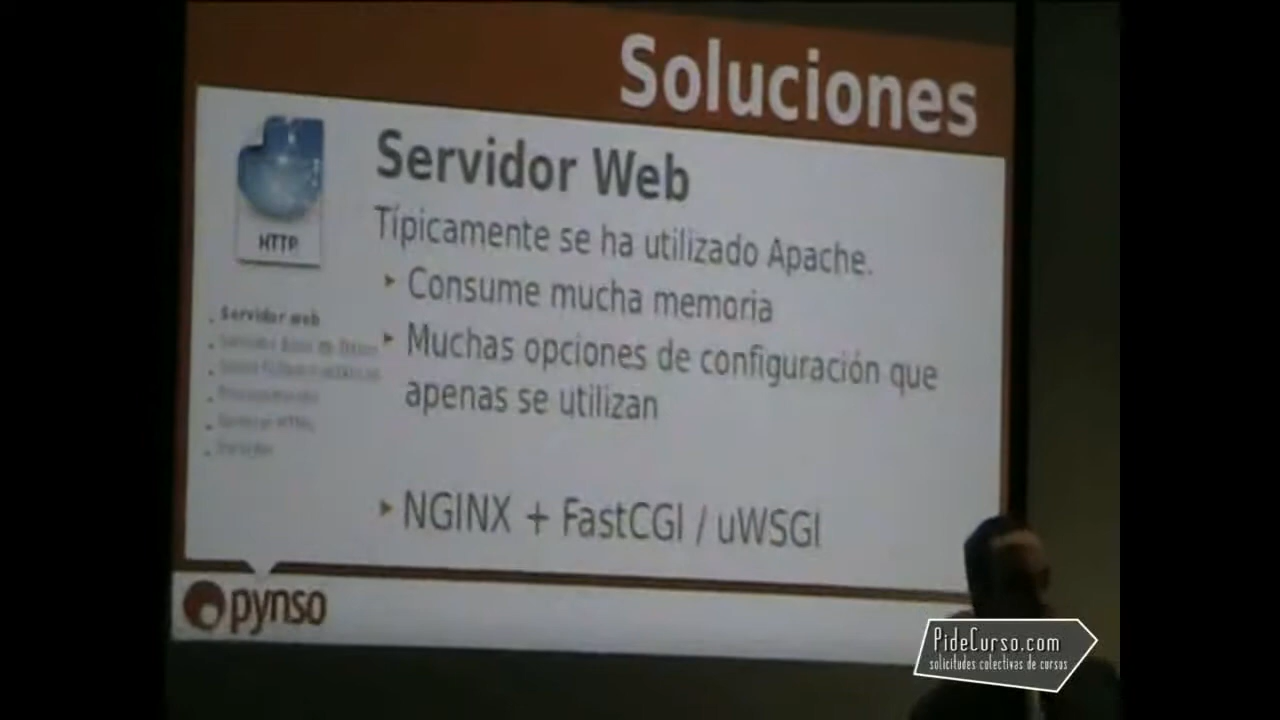 Soluciones
HTTP
Servidor Web
Típicamente se ha utilizado Apache.
‣ Consume mucha memoria
‣ Muchas opciones de configuración que
apenas se utilizan
‣ NGINX + FastCGI / uWSGI
Servidor web
pynso
PideCurso.com
solicitudes colectivas de cursos